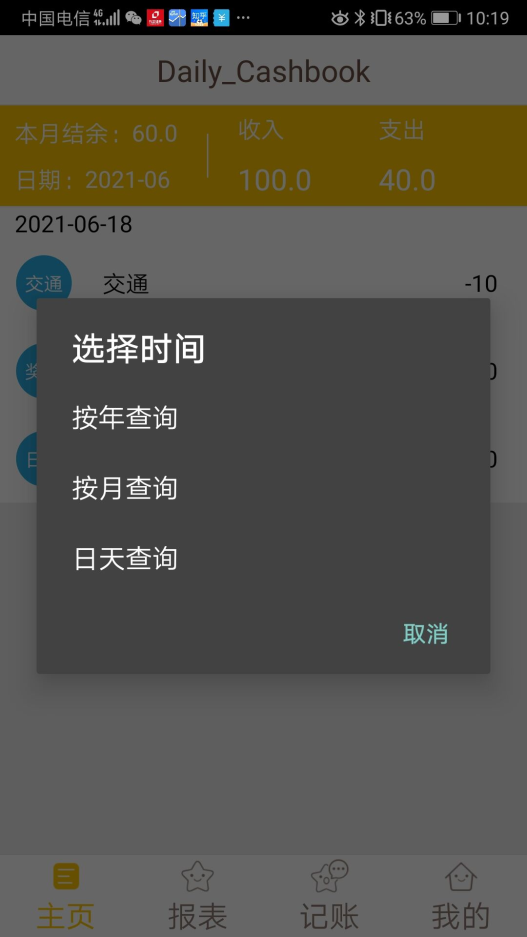 中国电信 4G 63% 10:19
Daily_Cashbook
本月结余：60.0 收入 支出
日期：2021-06 100.0 40.0
2021-06-18
交通 交通 -10
选择时间
按年查询
按月查询
日天查询
取消
主页 报表 记账 我的